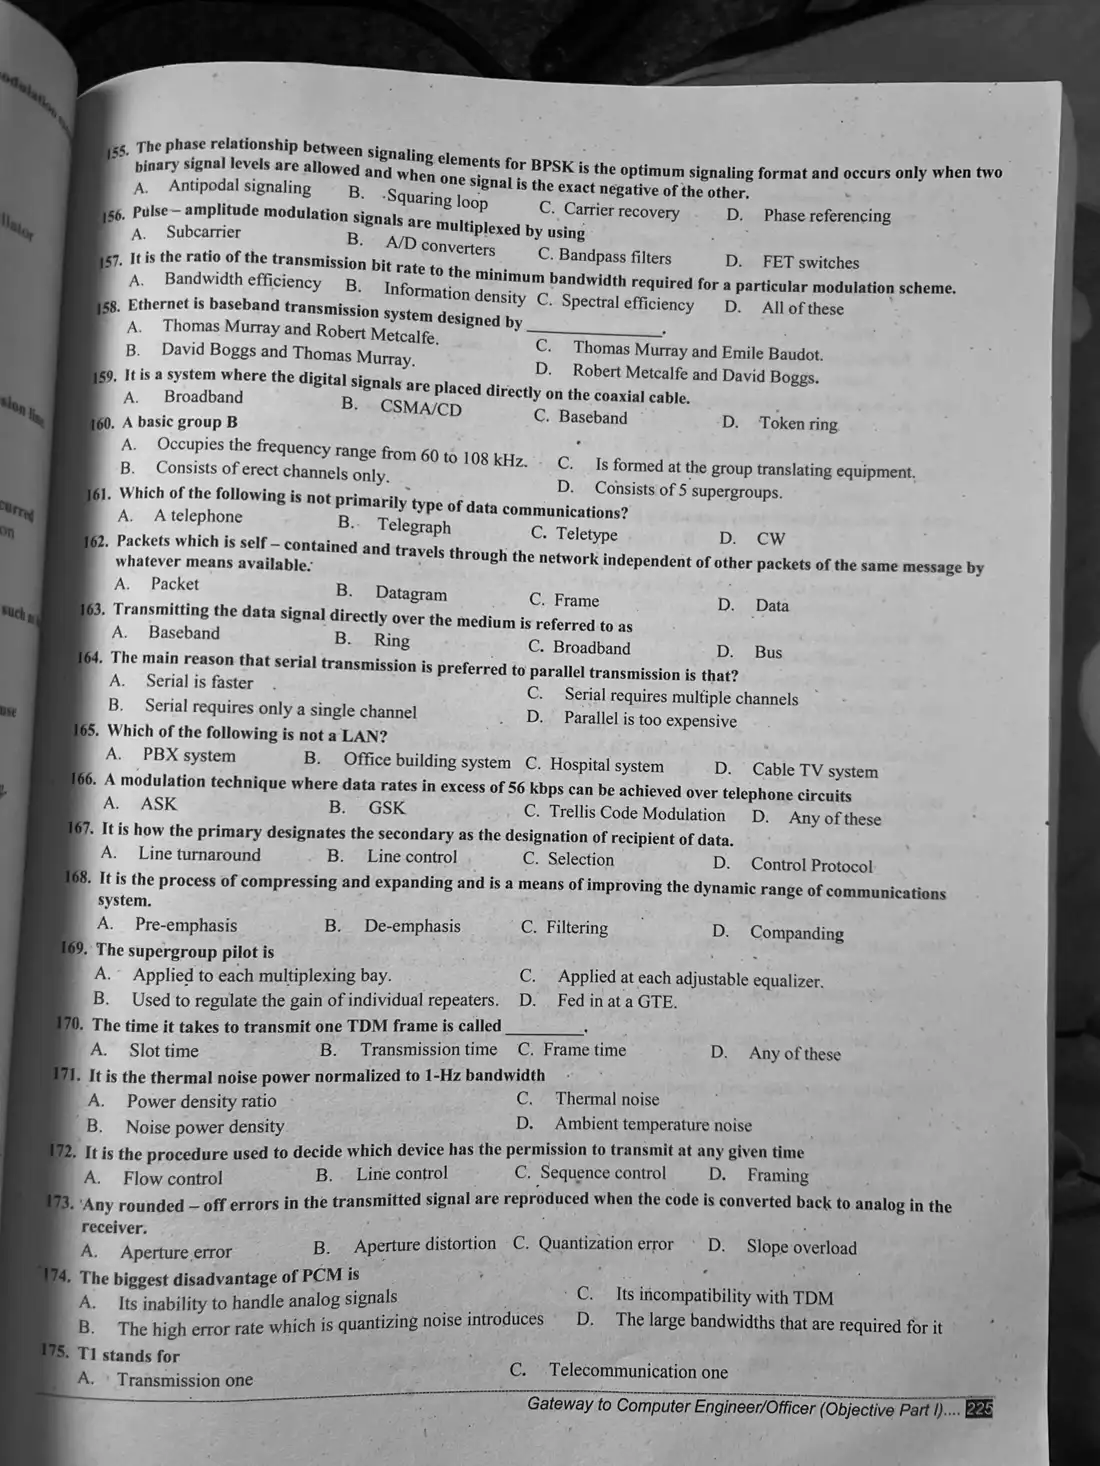 155. The phase relationship between signaling elements for BPSK is the optimum signaling format and occurs only when two
binary signal levels are allowed and when one signal is the exact negative of the other.
A. Antipodal signaling B. Squaring loop C. Carrier recovery D. Phase referencing
156. Pulse – amplitude modulation signals are multiplexed by using
A. Subcarrier B. A/D converters C. Bandpass filters D. FET switches
157. It is the ratio of the transmission bit rate to the minimum bandwidth required for a particular modulation scheme.
A. Bandwidth efficiency B. Information density C. Spectral efficiency D. All of these
158. Ethernet is baseband transmission system designed by ____________.
A. Thomas Murray and Robert Metcalfe. C. Thomas Murray and Emile Baudot.
B. David Boggs and Thomas Murray. D. Robert Metcalfe and David Boggs.
159. It is a system where the digital signals are placed directly on the coaxial cable.
A. Broadband B. CSMA/CD C. Baseband D. Token ring
160. A basic group B
A. Occupies the frequency range from 60 to 108 kHz. C. Is formed at the group translating equipment.
B. Consists of erect channels only. D. Consists of 5 supergroups.
161. Which of the following is not primarily type of data communications?
A. A telephone B. Telegraph C. Teletype D. CW
162. Packets which is self – contained and travels through the network independent of other packets of the same message by
whatever means available.
A. Packet B. Datagram C. Frame D. Data
163. Transmitting the data signal directly over the medium is referred to as
A. Baseband B. Ring C. Broadband D. Bus
164. The main reason that serial transmission is preferred to parallel transmission is that?
A. Serial is faster C. Serial requires multiple channels
B. Serial requires only a single channel D. Parallel is too expensive
165. Which of the following is not a LAN?
A. PBX system B. Office building system C. Hospital system D. Cable TV system
166. A modulation technique where data rates in excess of 56 kbps can be achieved over telephone circuits
A. ASK B. GSK C. Trellis Code Modulation D. Any of these
167. It is how the primary designates the secondary as the designation of recipient of data.
A. Line turnaround B. Line control C. Selection D. Control Protocol
168. It is the process of compressing and expanding and is a means of improving the dynamic range of communications
system.
A. Pre-emphasis B. De-emphasis C. Filtering D. Companding
169. The supergroup pilot is
A. Applied to each multiplexing bay. C. Applied at each adjustable equalizer.
B. Used to regulate the gain of individual repeaters. D. Fed in at a GTE.
170. The time it takes to transmit one TDM frame is called ________.
A. Slot time B. Transmission time C. Frame time D. Any of these
171. It is the thermal noise power normalized to 1-Hz bandwidth
A. Power density ratio C. Thermal noise
B. Noise power density D. Ambient temperature noise
172. It is the procedure used to decide which device has the permission to transmit at any given time
A. Flow control B. Line control C. Sequence control D. Framing
173. Any rounded – off errors in the transmitted signal are reproduced when the code is converted back to analog in the
receiver.
A. Aperture error B. Aperture distortion C. Quantization error D. Slope overload
174. The biggest disadvantage of PCM is
A. Its inability to handle analog signals C. Its incompatibility with TDM
B. The high error rate which is quantizing noise introduces D. The large bandwidths that are required for it
175. T1 stands for
A. Transmission one C. Telecommunication one
Gateway to Computer Engineer/Officer (Objective Part I).... 225